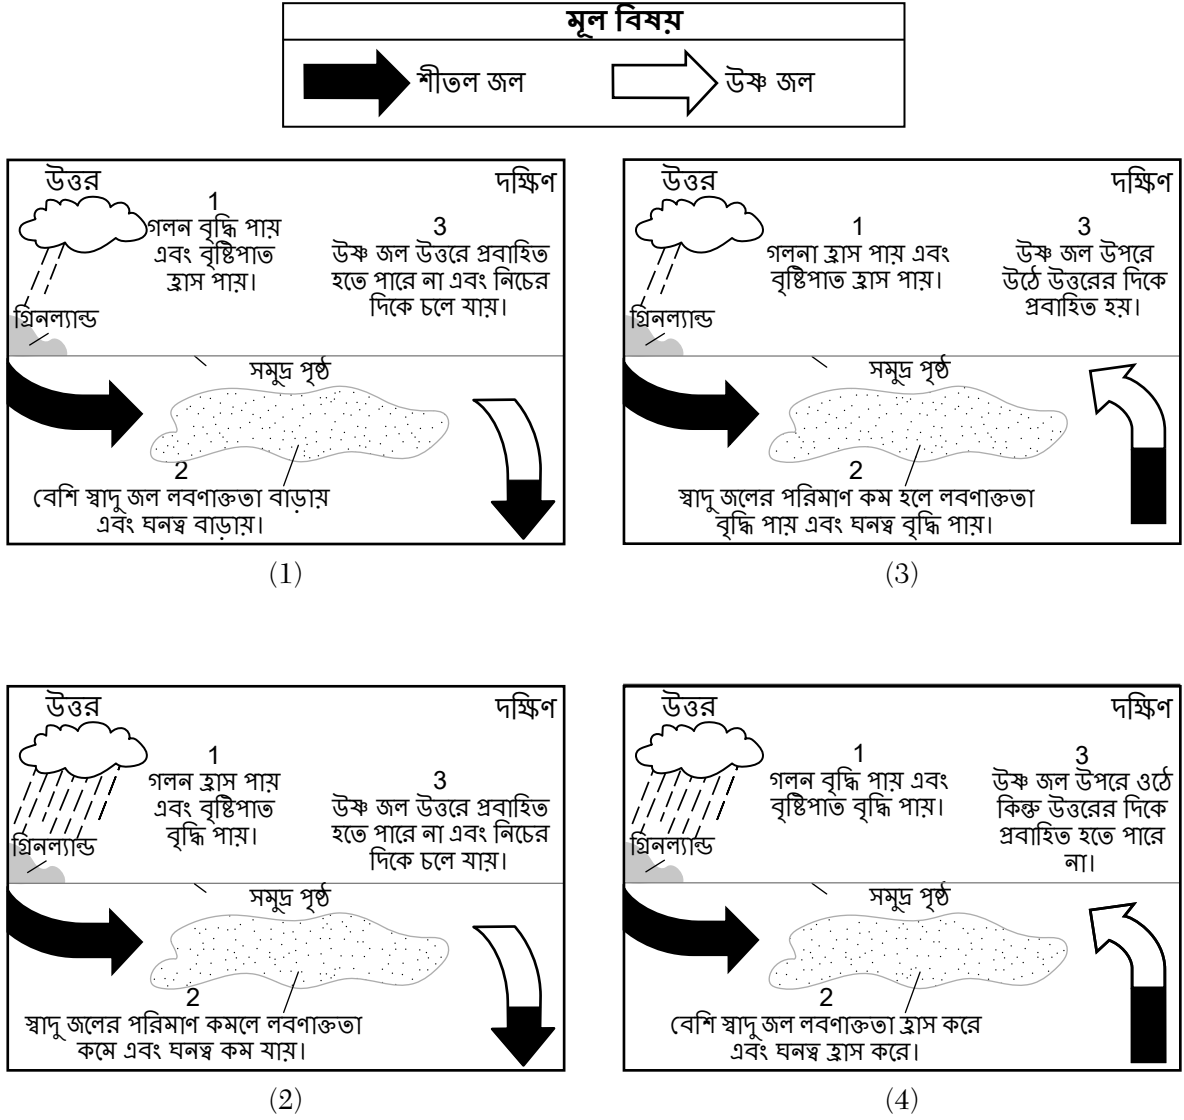 মূল বিষয়
শীতল জল
উষ্ণ জল
উত্তর
দক্ষিণ
1
গলন বৃদ্ধি পায়
এবং বৃষ্টিপাত
হ্রাস পায়।
3
উষ্ণ জল উত্তরে প্রবাহিত
হতে পারে না এবং নিচের
দিকে চলে যায়।
গ্রিনল্যান্ড
সমুদ্র পৃষ্ঠ
2
বেশি স্বাদু জল লবণাক্ততা বাড়ায়
এবং ঘনত্ব বাড়ায়।
(1)
উত্তর
দক্ষিণ
1
গলনা হ্রাস পায় এবং
বৃষ্টিপাত হ্রাস পায়।
3
উষ্ণ জল উপরে
উঠে উত্তরের দিকে
প্রবাহিত হয়।
গ্রিনল্যান্ড
সমুদ্র পৃষ্ঠ
2
স্বাদু জলের পরিমাণ কম হলে লবণাক্ততা
বৃদ্ধি পায় এবং ঘনত্ব বৃদ্ধি পায়।
(3)
উত্তর
দক্ষিণ
1
গলন হ্রাস পায়
এবং বৃষ্টিপাত
বৃদ্ধি পায়।
3
উষ্ণ জল উত্তরে প্রবাহিত
হতে পারে না এবং নিচের
দিকে চলে যায়।
গ্রিনল্যান্ড
সমুদ্র পৃষ্ঠ
2
স্বাদু জলের পরিমাণ কমলে লবণাক্ততা
কমে এবং ঘনত্ব কম যায়।
(2)
উত্তর
দক্ষিণ
1
গলন বৃদ্ধি পায় এবং
বৃষ্টিপাত বৃদ্ধি পায়।
3
উষ্ণ জল উপরে ওঠে
কিন্তু উত্তরের দিকে
প্রবাহিত হতে পারে
না।
গ্রিনল্যান্ড
সমুদ্র পৃষ্ঠ
2
বেশি স্বাদু জল লবণাক্ততা হ্রাস করে
এবং ঘনত্ব হ্রাস করে।
(4)